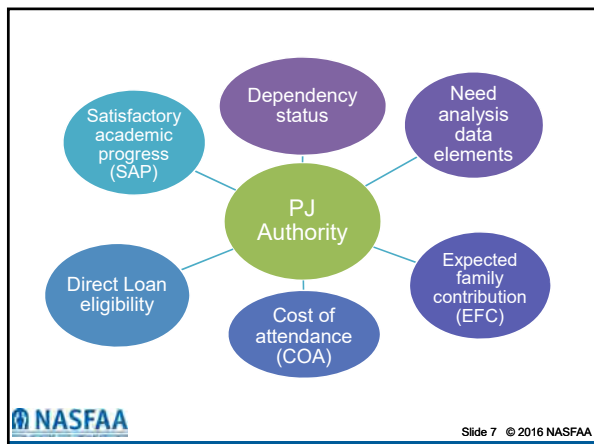 Dependency
status
Need
analysis
data
elements
Satisfactory
academic
progress
(SAP)
PJ
Authority
Direct Loan
eligibility
Expected
family
contribution
(EFC)
Cost of
attendance
(COA)
NASFAA
Slide 7 © 2016 NASFAA